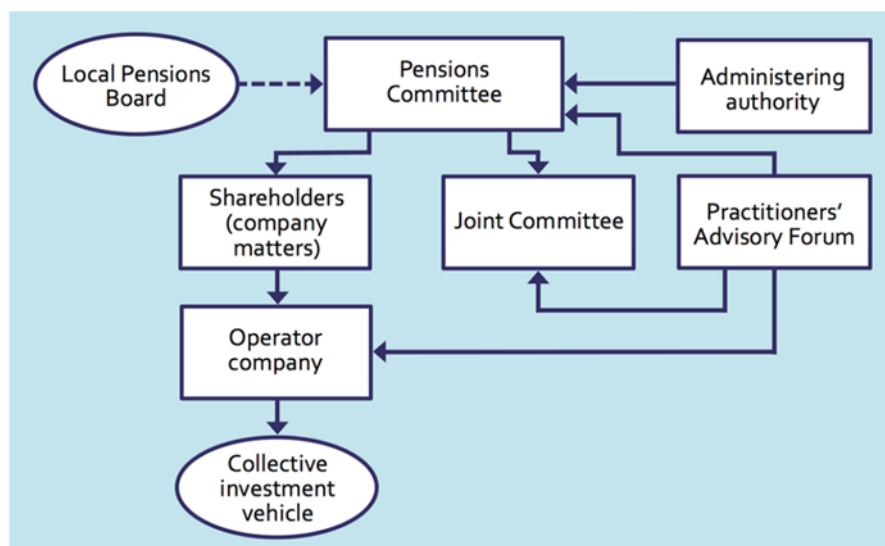 Local Pensions
Board
Pensions
Committee
Administering
authority
Shareholders
(company
matters)
Joint Committee
Practitioners’
Advisory Forum
Operator
company
Collective
investment
vehicle